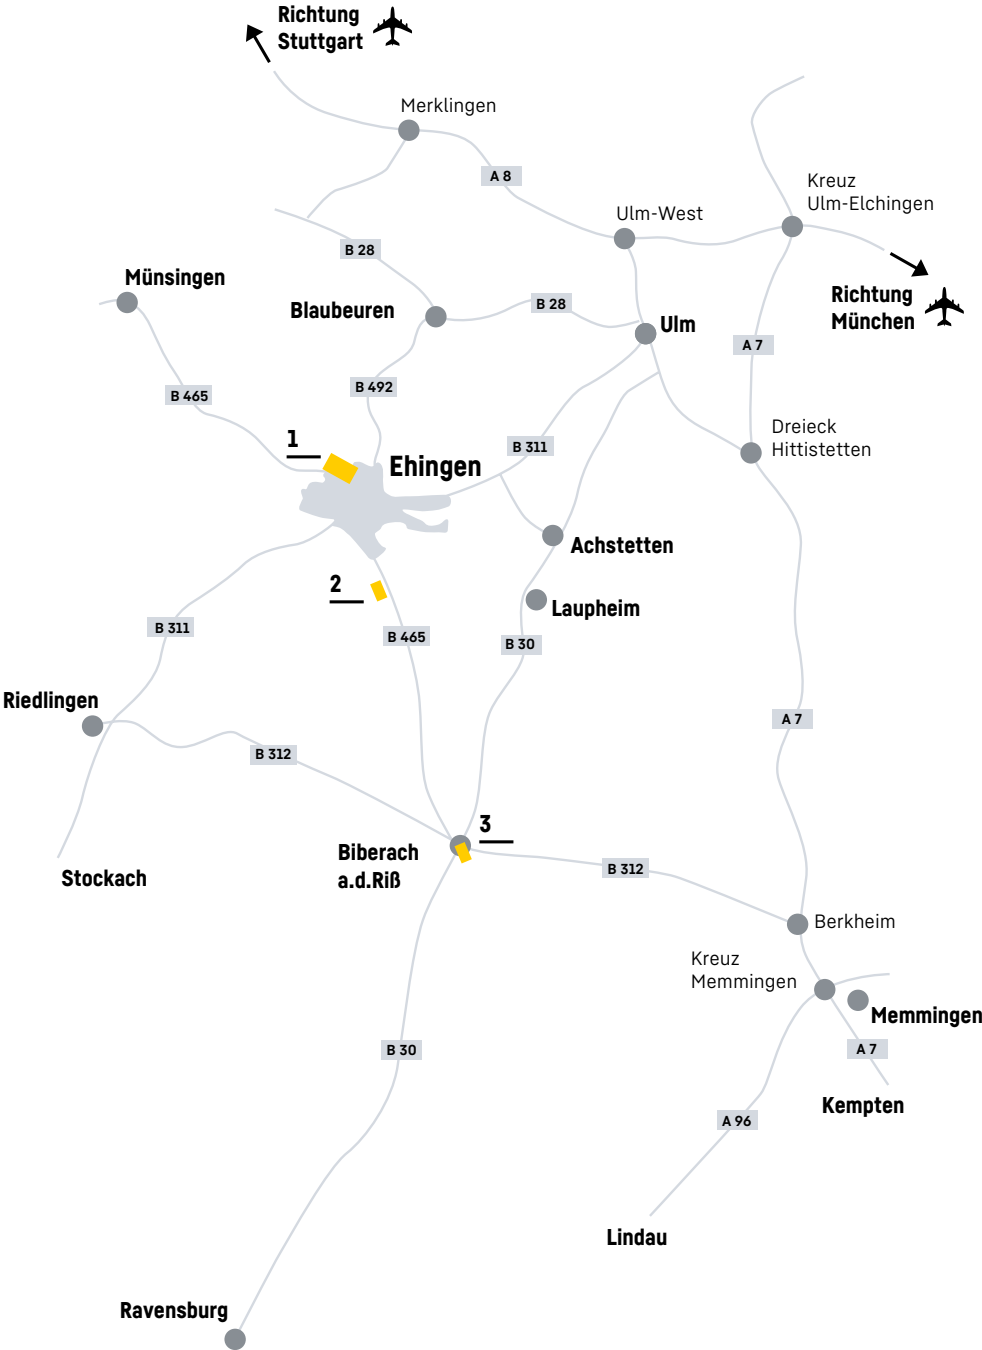 Richtung
Stuttgart
Merklingen
A 8
Kreuz
Ulm-Elchingen
Ulm-West
B 28
Münsingen
Blaubeuren
B 28
Richtung
München
Ulm
A 7
B 465
B 492
1
Ehingen
B 311
Dreieck
Hittistetten
Achstetten
2
Laupheim
B 311
B 465
B 30
Riedlingen
A 7
B 312
3
Biberach
a.d.Riß
B 312
Stockach
Berkheim
Kreuz
Memmingen
Memmingen
B 30
A 7
Kempten
A 96
Lindau
Ravensburg